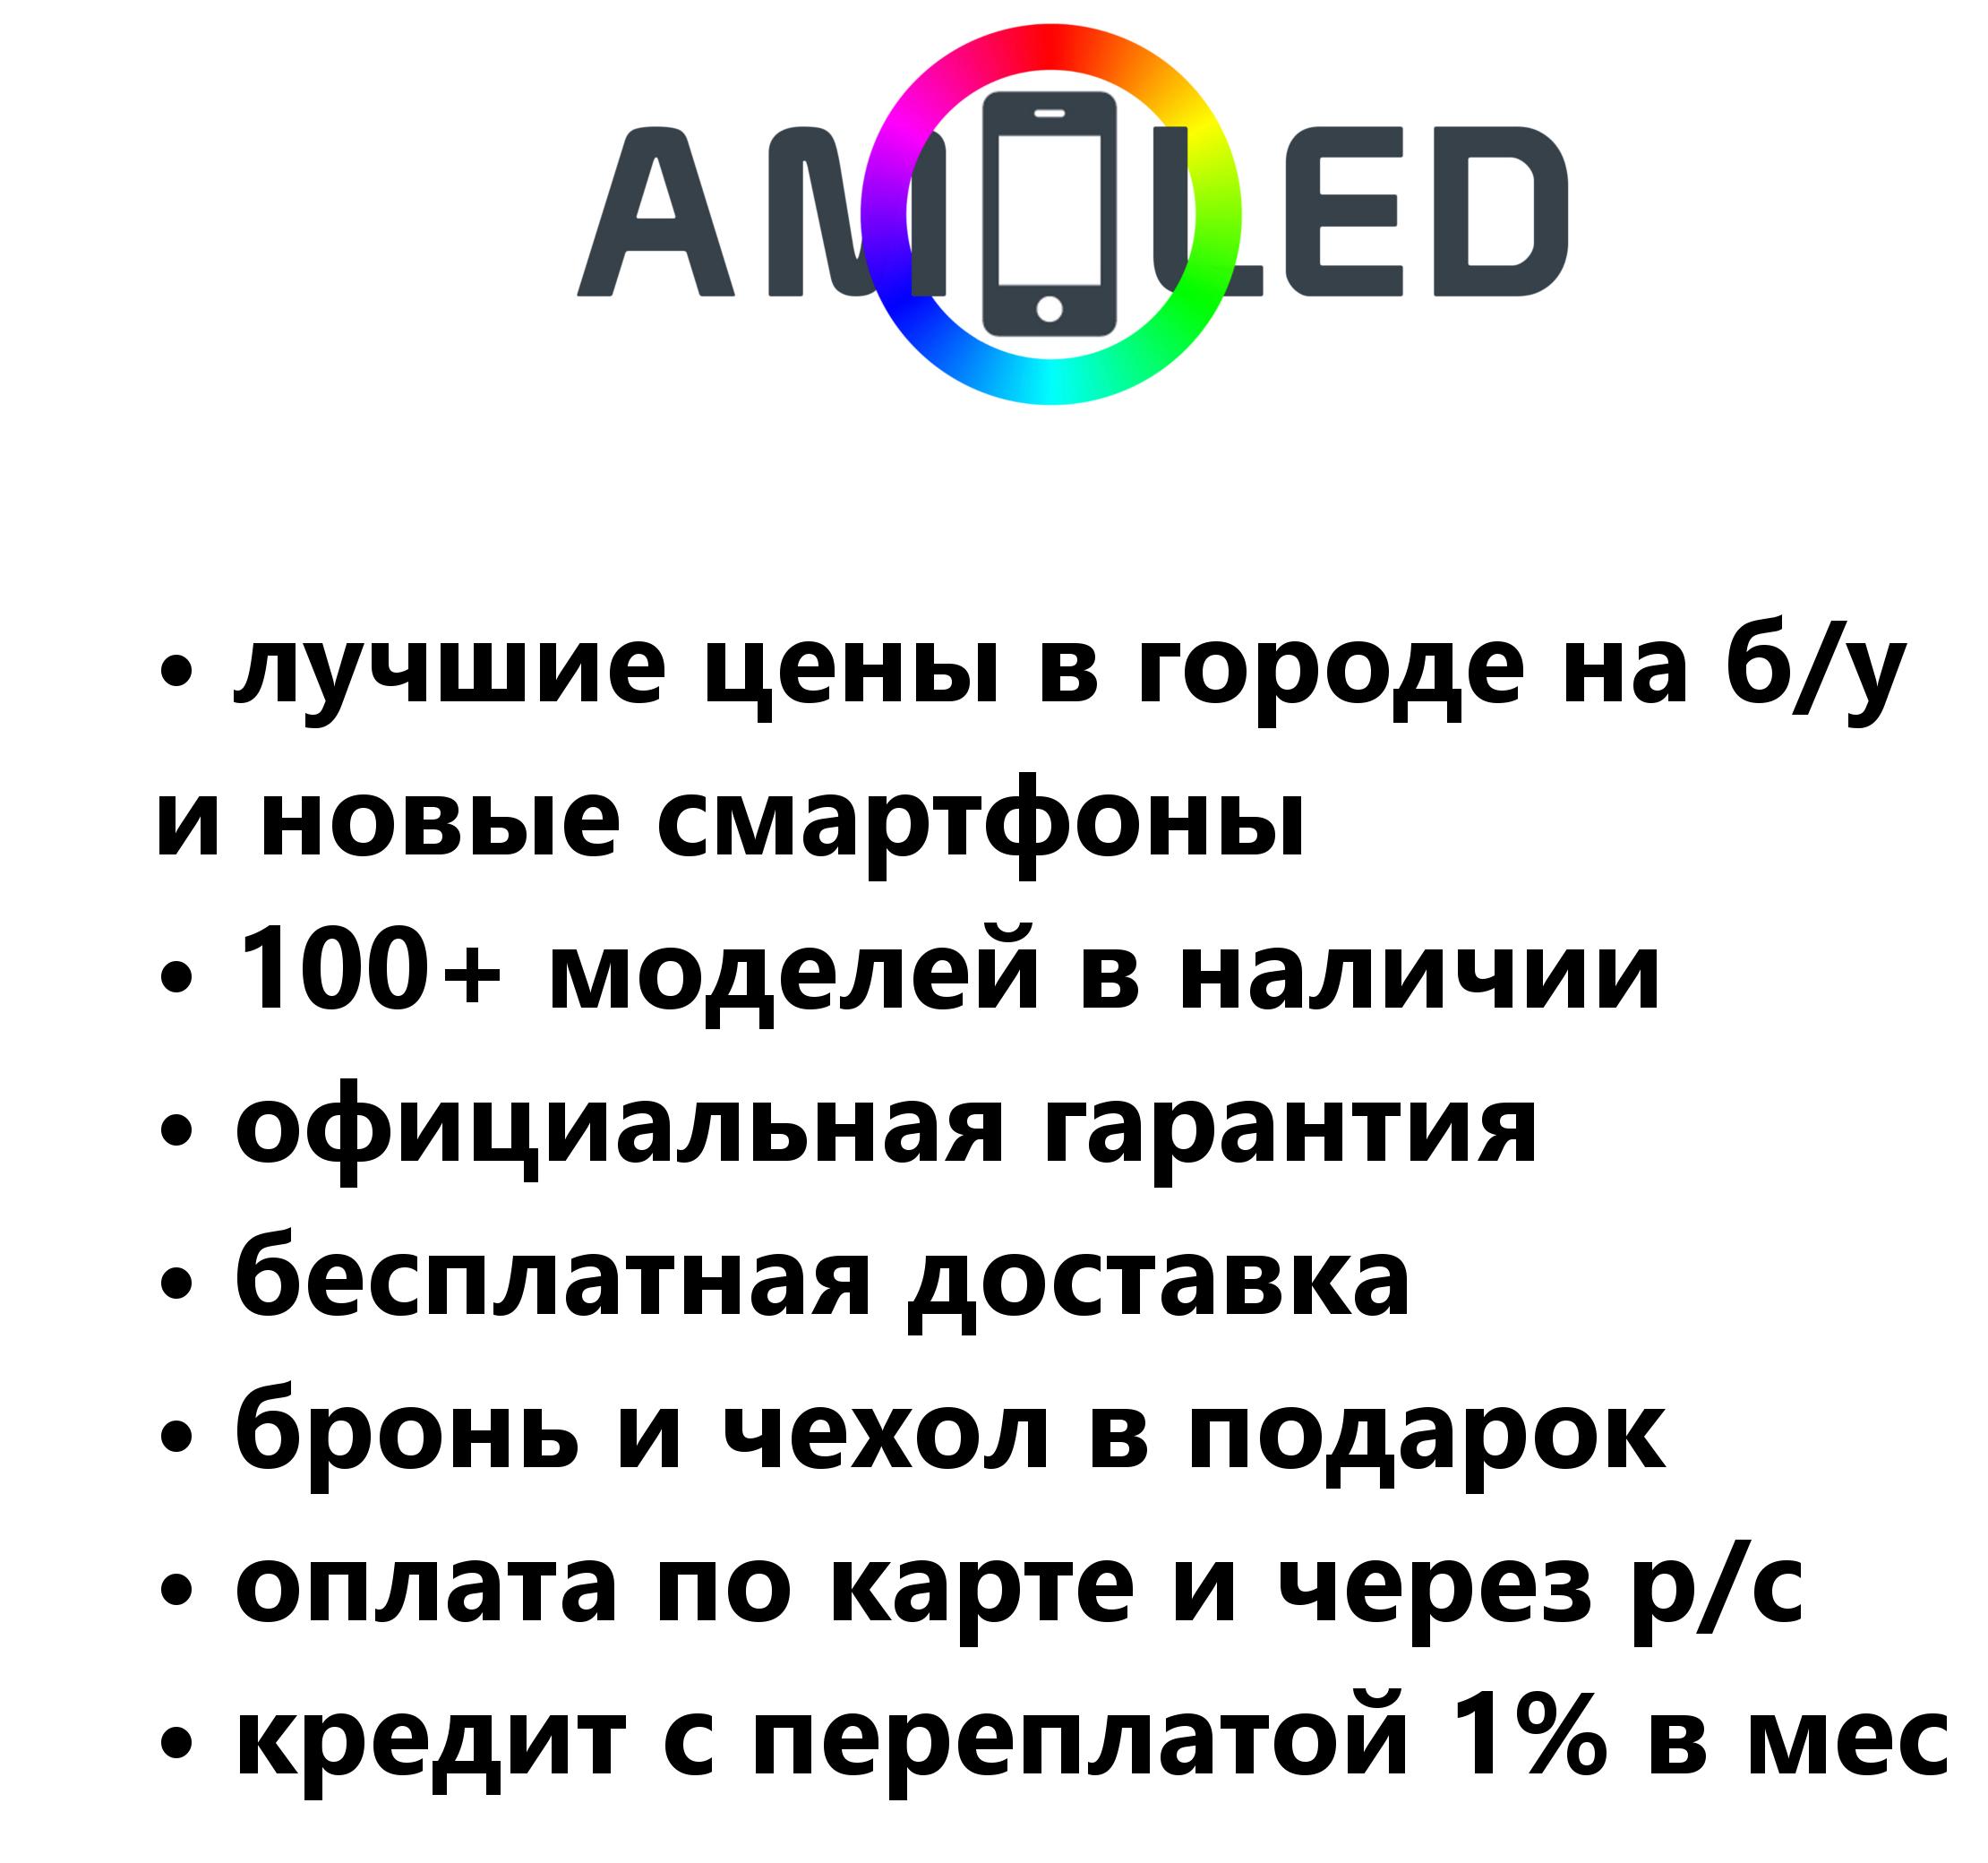 AMOLED
• лучшие цены в городе на б/у
и новые смартфоны
• 100+ моделей в наличии
• официальная гарантия
• бесплатная доставка
• бронь и чехол в подарок
• оплата по карте и через р/с
• кредит с переплатой 1% в мес